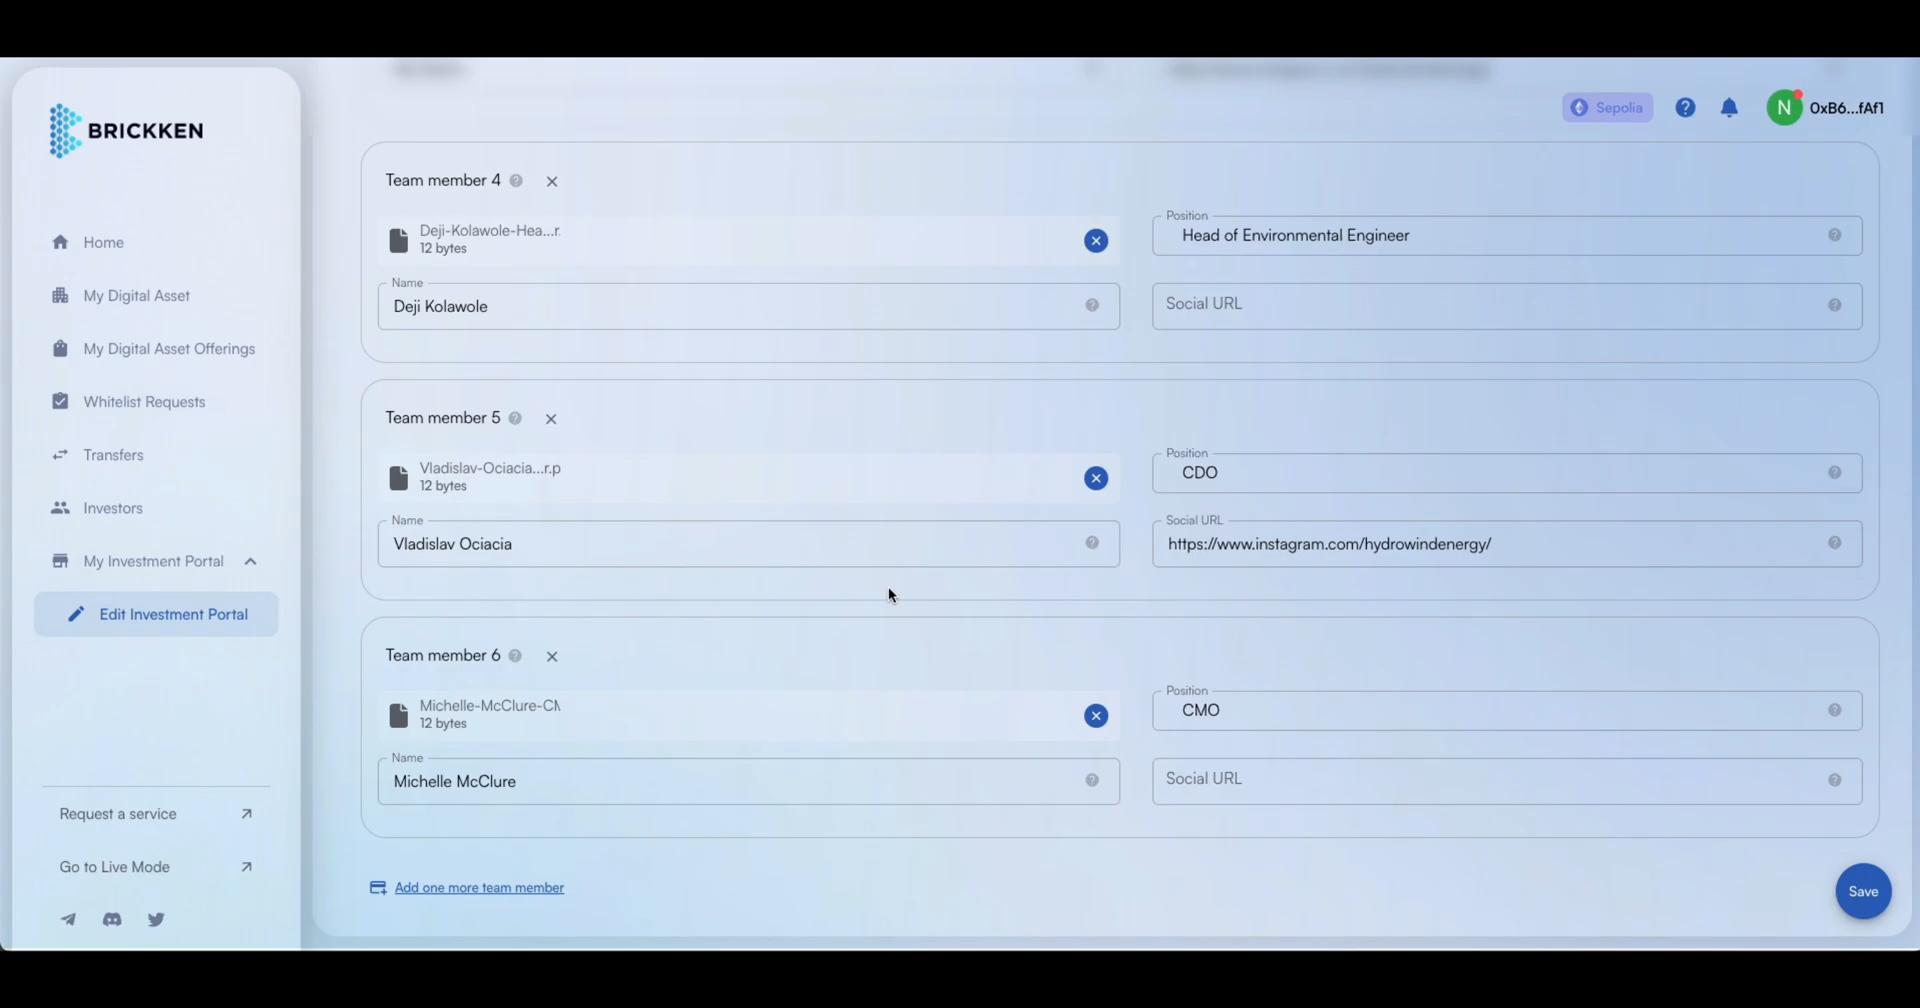 BRICKKEN
Home
My Digital Asset
My Digital Asset Offerings
Whitelist Requests
Transfers
Investors
My Investment Portal
Edit Investment Portal
Request a service
Go to Live Mode
Sepolia
?
N
0xB6...fAf1
Team member 4 ?
Deji-Kolawole-Hea...r.
12 bytes
Position
Head of Environmental Engineer ?
Name
Deji Kolawole ?
Social URL ?
Team member 5 ?
Vladislav-Ociacia...r.p
12 bytes
Position
CDO ?
Name
Vladislav Ociacia ?
Social URL
https://www.instagram.com/hydrowindenergy/ ?
Team member 6 ?
Michelle-McClure-CM
12 bytes
Position
CMO ?
Name
Michelle McClure ?
Social URL ?
Add one more team member
Save